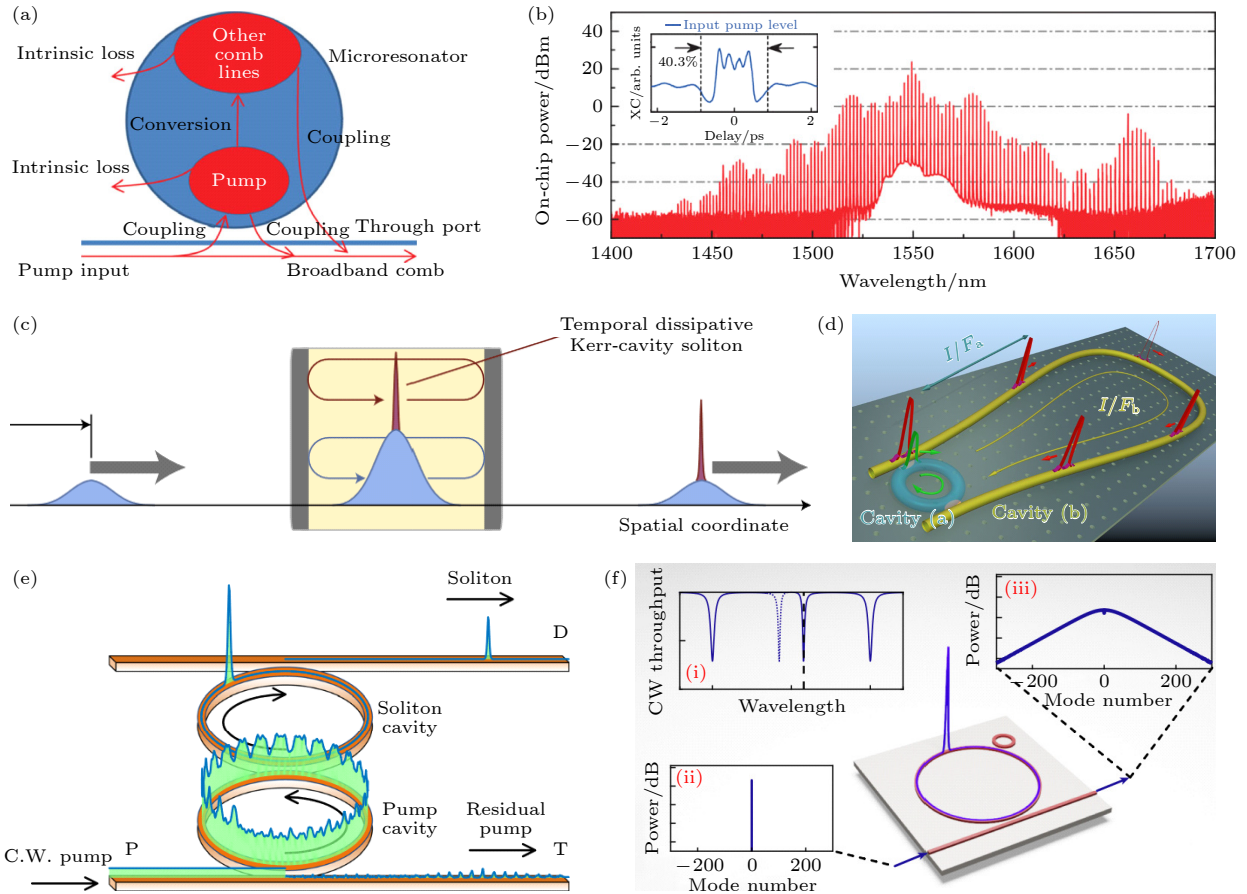 (a)
Other
comb
lines
Intrinsic loss
Microresonator
Conversion
Coupling
Intrinsic loss
Pump
Coupling
Coupling
Through port
Pump input
Broadband comb
(b)
On-chip power/dBm
40
20
0
−20
−40
−60
1400
1450
1500
1550
1600
1650
1700
Wavelength/nm
XC/arb. units
Input pump level
40.3%
−2
0
2
Delay/ps
(c)
Temporal dissipative
Kerr-cavity soliton
Spatial coordinate
(d)
I/Fa
I/Fb
Cavity (a)
Cavity (b)
(e)
Soliton
D
Soliton
cavity
Pump
cavity
Residual
pump
C.W. pump
P
T
(f)
CW throughput
(i)
Wavelength
(iii)
Power/dB
−200
0
200
Mode number
(ii)
Power/dB
−200
0
200
Mode number